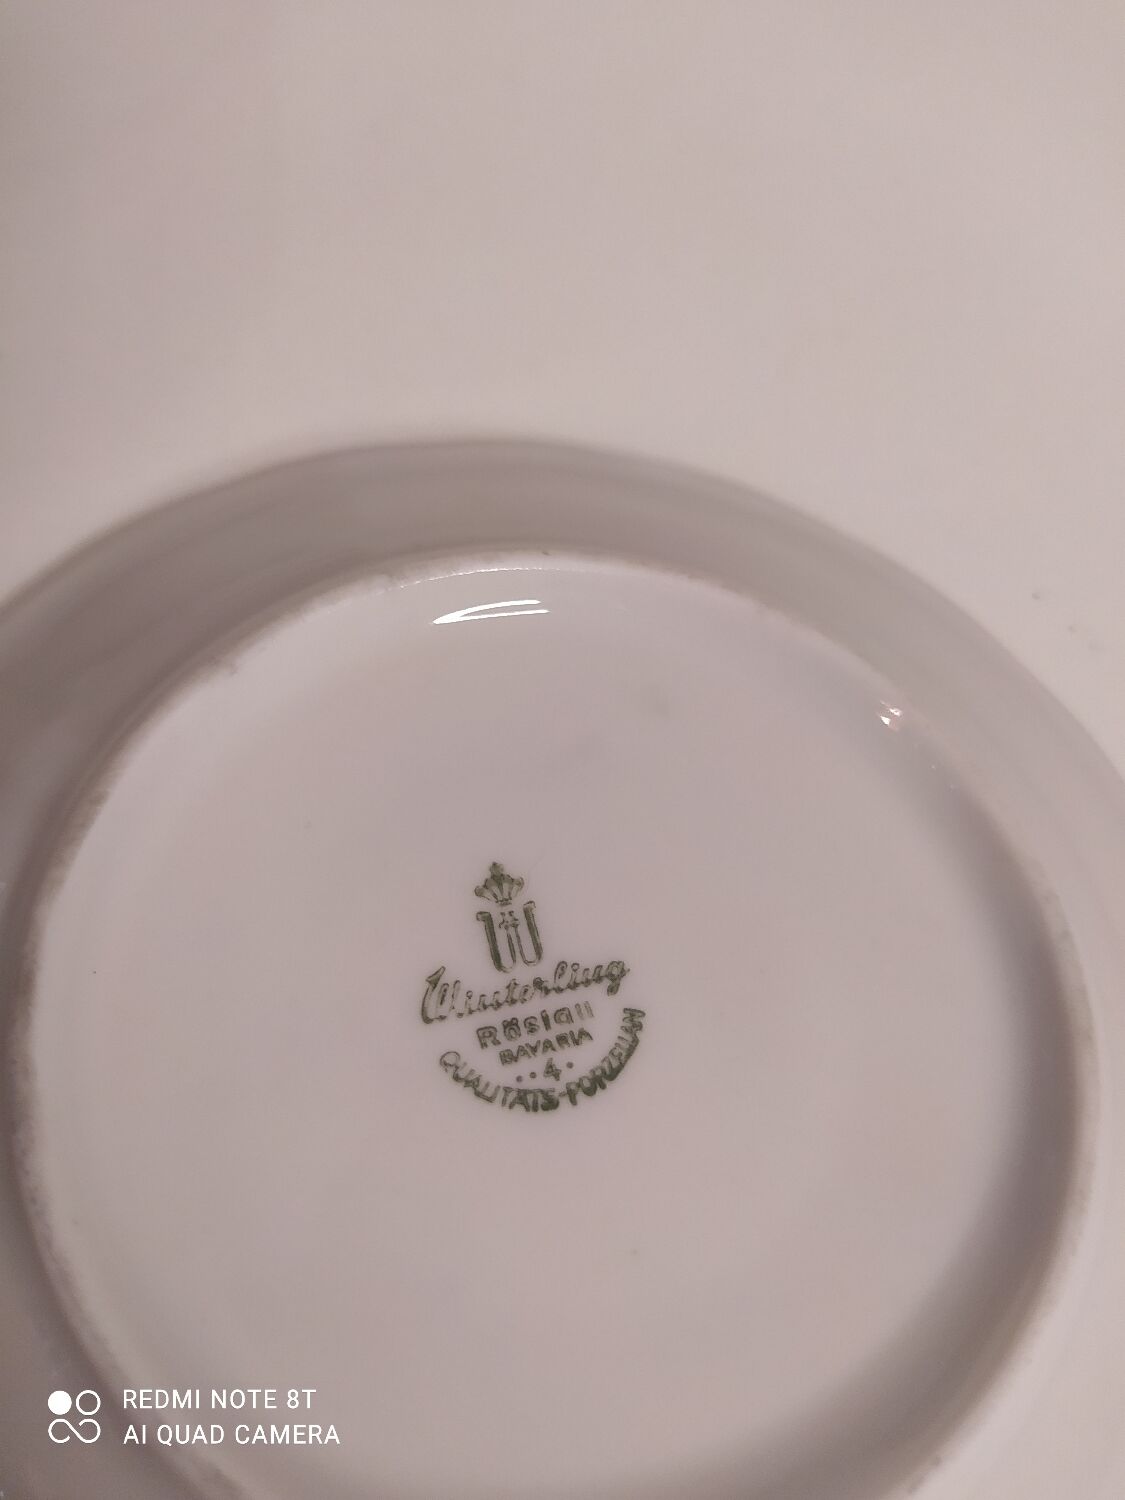 W
Winterling
Röslau
BAVARIA
..4.
QUALITÄTS-PORZELLAN
REDMI NOTE 8T
AI QUAD CAMERA